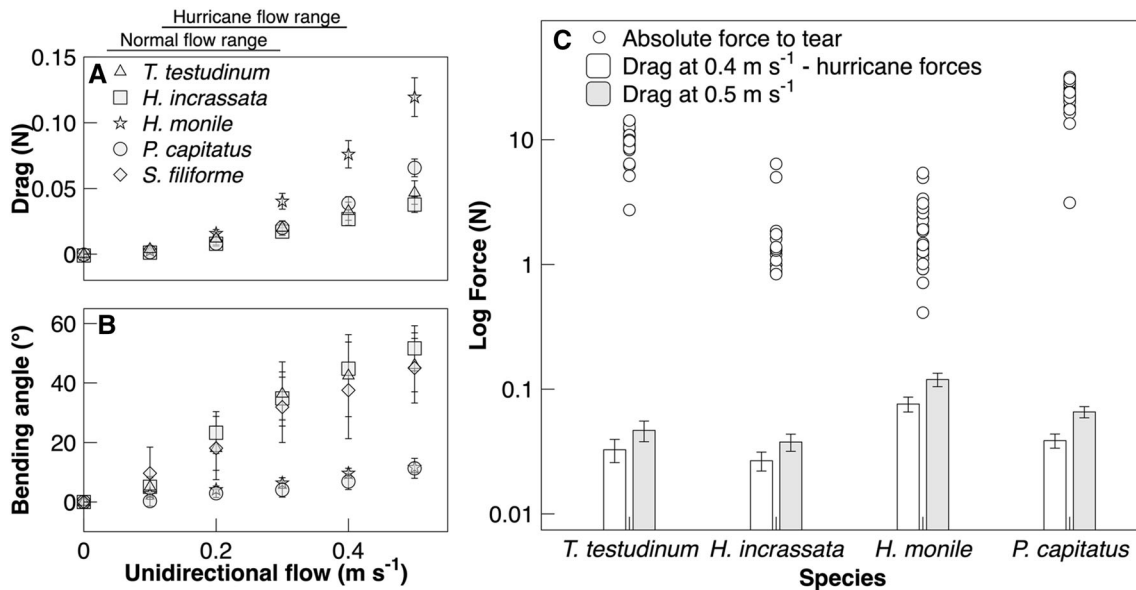 Hurricane flow range
Normal flow range
A
T. testudinum
H. incrassata
H. monile
P. capitatus
S. filiforme
Drag (N)
0.15
0.10
0.05
0
B
Bending angle (°)
60
40
20
0
0
0.2
0.4
Unidirectional flow (m s⁻¹)
C
Absolute force to tear
Drag at 0.4 m s⁻¹ - hurricane forces
Drag at 0.5 m s⁻¹
Log Force (N)
10
1
0.1
0.01
T. testudinum
H. incrassata
H. monile
P. capitatus
Species